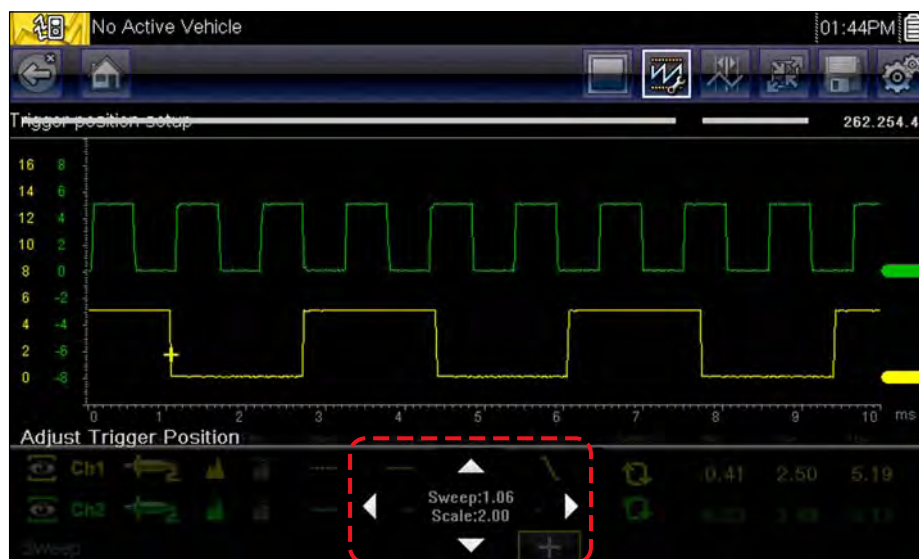 No Active Vehicle 01:44PM
Trigger position setup 262.254.4
16 8
14 6
12 4
10 2
8 0
6 -2
4 -4
2 -6
0 -8
0 1 2 3 4 5 6 7 8 9 10 ms
Adjust Trigger Position
Ch1 -0.41 2.50 5.19
Sweep:1.06
Ch2
Scale:2.00
Sweep